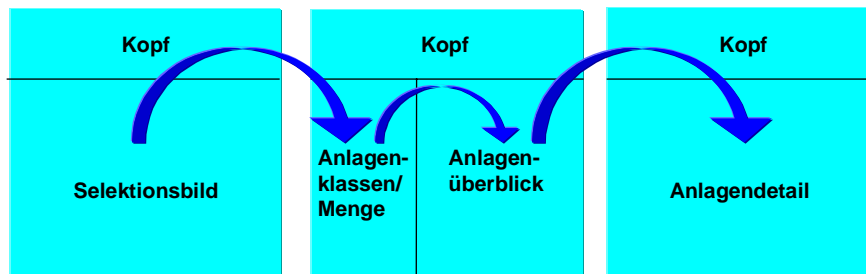 Kopf
Selektionsbild
Kopf
Anlagen-
klassen/
Menge
Anlagen-
überblick
Kopf
Anlagendetail